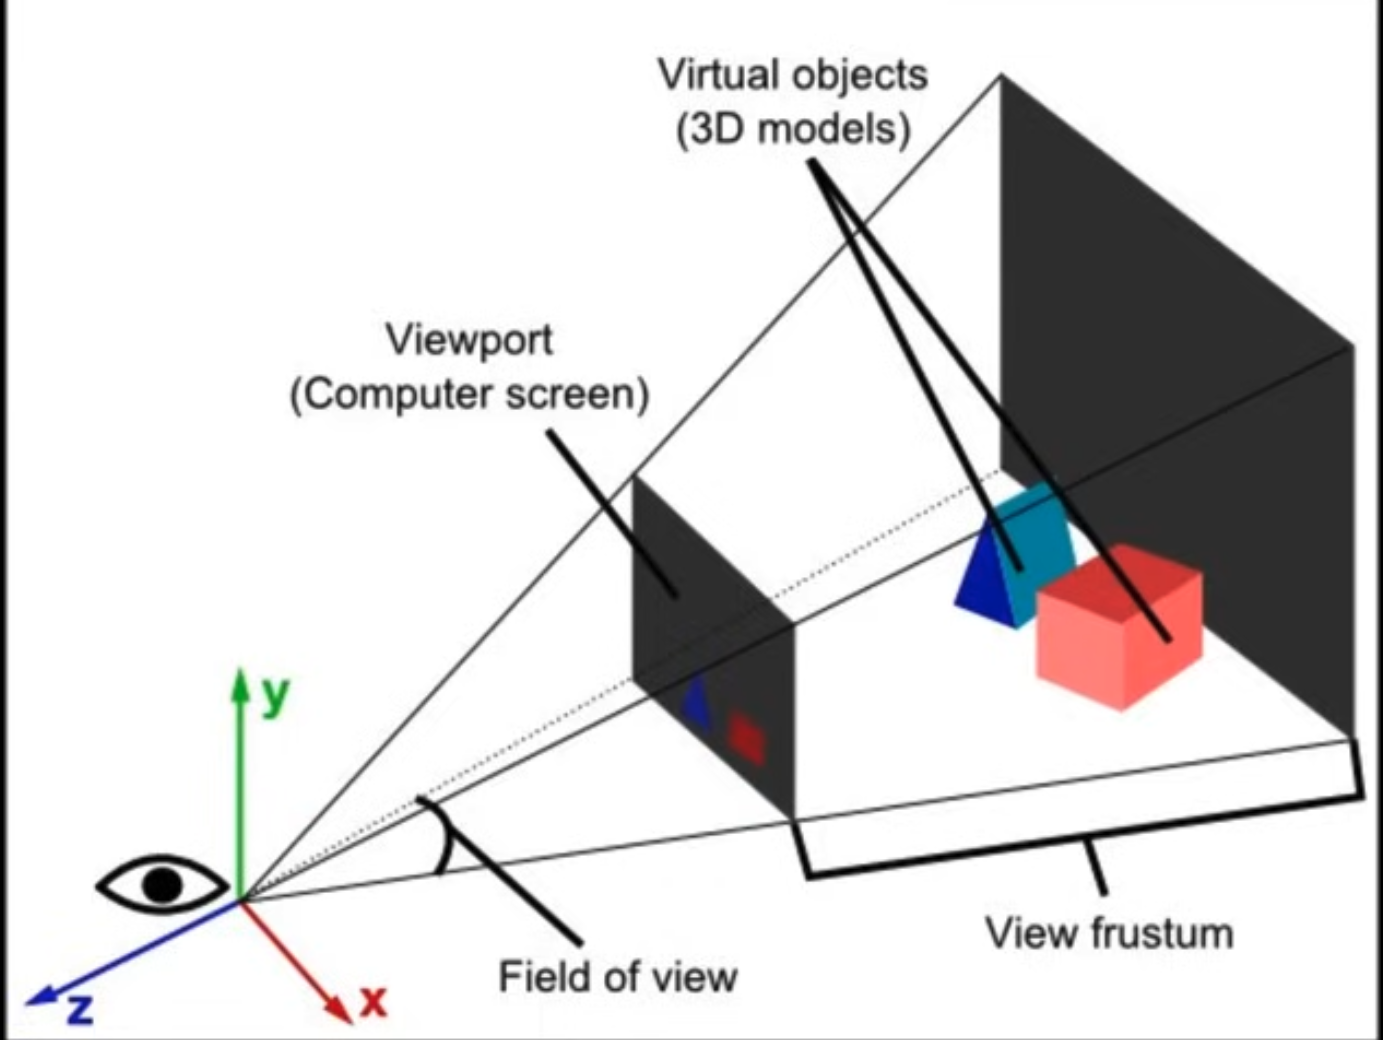 Virtual objects
(3D models)
Viewport
(Computer screen)
y
View frustum
Field of view
z
x